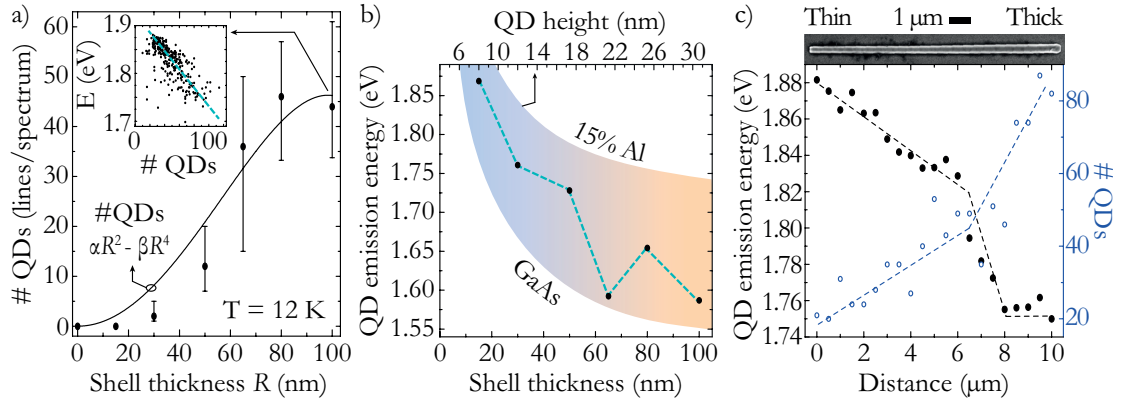 a)
# QDs (lines/spectrum)
60
50
40
30
20
10
0
0 20 40 60 80 100
Shell thickness R (nm)
E (eV)
1.9
1.8
1.7
0 50 100
# QDs
#QDs
αR² - βR⁴
T = 12 K
b)
QD height (nm)
6 10 14 18 22 26 30
QD emission energy (eV)
1.85
1.80
1.75
1.70
1.65
1.60
1.55
15% Al
GaAs
0 20 40 60 80 100
Shell thickness (nm)
c)
Thin 1 µm Thick
QD emission energy (eV)
1.88
1.86
1.84
1.82
1.80
1.78
1.76
1.74
80
60
40
20
# QDs
0 2 4 6 8 10
Distance (µm)